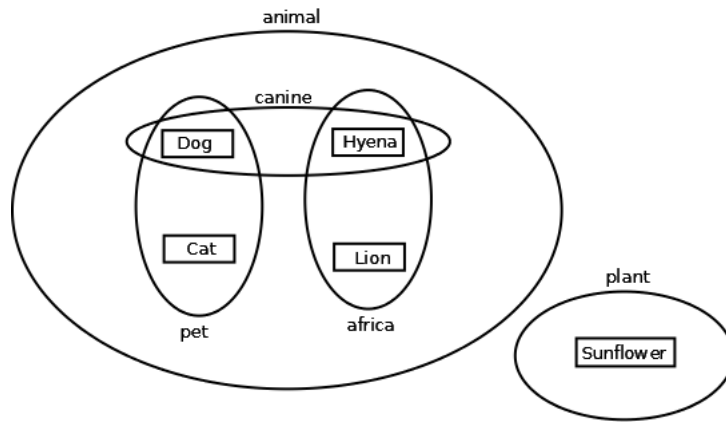 animal
canine
Dog
Hyena
Cat
Lion
pet
africa
plant
Sunflower